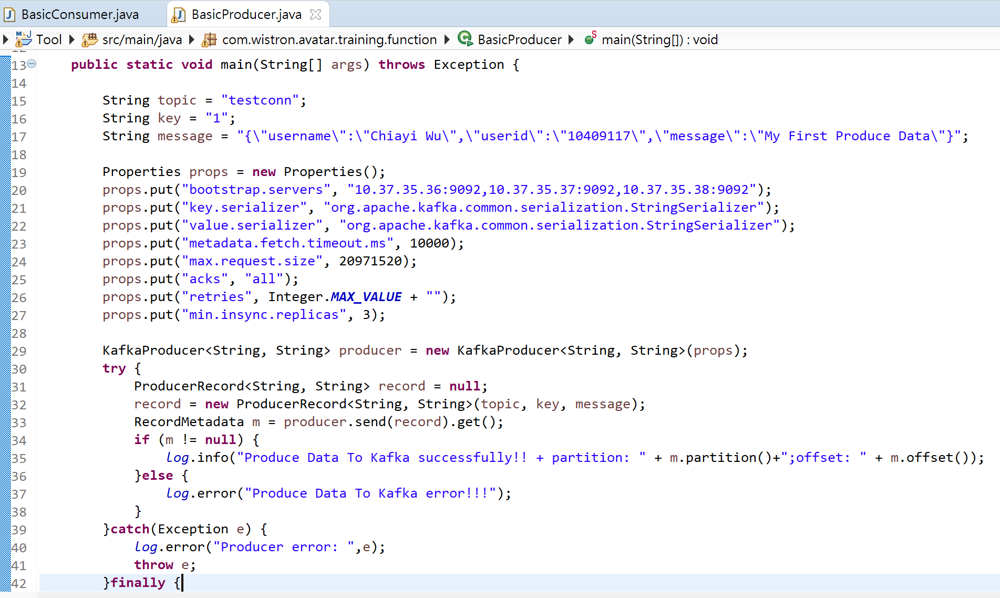 BasicConsumer.java BasicProducer.java
Tool src/main/java com.wistron.avatar.training.function BasicProducer main(String[]) : void
13 public static void main(String[] args) throws Exception {
14
15 String topic = "testconn";
16 String key = "1";
17 String message = "{\"username\":\"Chiayi Wu\",\"userid\":\"10409117\",\"message\":\"My First Produce Data\"}";
18
19 Properties props = new Properties();
20 props.put("bootstrap.servers", "10.37.35.36:9092,10.37.35.37:9092,10.37.35.38:9092");
21 props.put("key.serializer", "org.apache.kafka.common.serialization.StringSerializer");
22 props.put("value.serializer", "org.apache.kafka.common.serialization.StringSerializer");
23 props.put("metadata.fetch.timeout.ms", 10000);
24 props.put("max.request.size", 20971520);
25 props.put("acks", "all");
26 props.put("retries", Integer.MAX_VALUE + "");
27 props.put("min.insync.replicas", 3);
28
29 KafkaProducer<String, String> producer = new KafkaProducer<String, String>(props);
30 try {
31 ProducerRecord<String, String> record = null;
32 record = new ProducerRecord<String, String>(topic, key, message);
33 RecordMetadata m = producer.send(record).get();
34 if (m != null) {
35 log.info("Produce Data To Kafka successfully!! + partition: " + m.partition()+";offset: " + m.offset());
36 }else {
37 log.error("Produce Data To Kafka error!!!");
38 }
39 }catch(Exception e) {
40 log.error("Producer error: ",e);
41 throw e;
42 }finally {